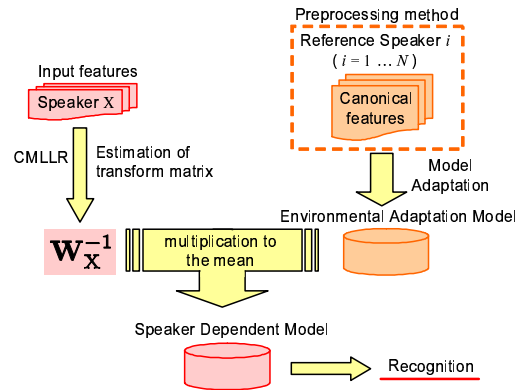 Preprocessing method
Reference Speaker i
( i = 1 ... N )
Canonical
features
Input features
Speaker X
CMLLR
Estimation of
transform matrix
Model
Adaptation
Environmental Adaptation Model
W_X^{-1}
multiplication to
the mean
Speaker Dependent Model
Recognition